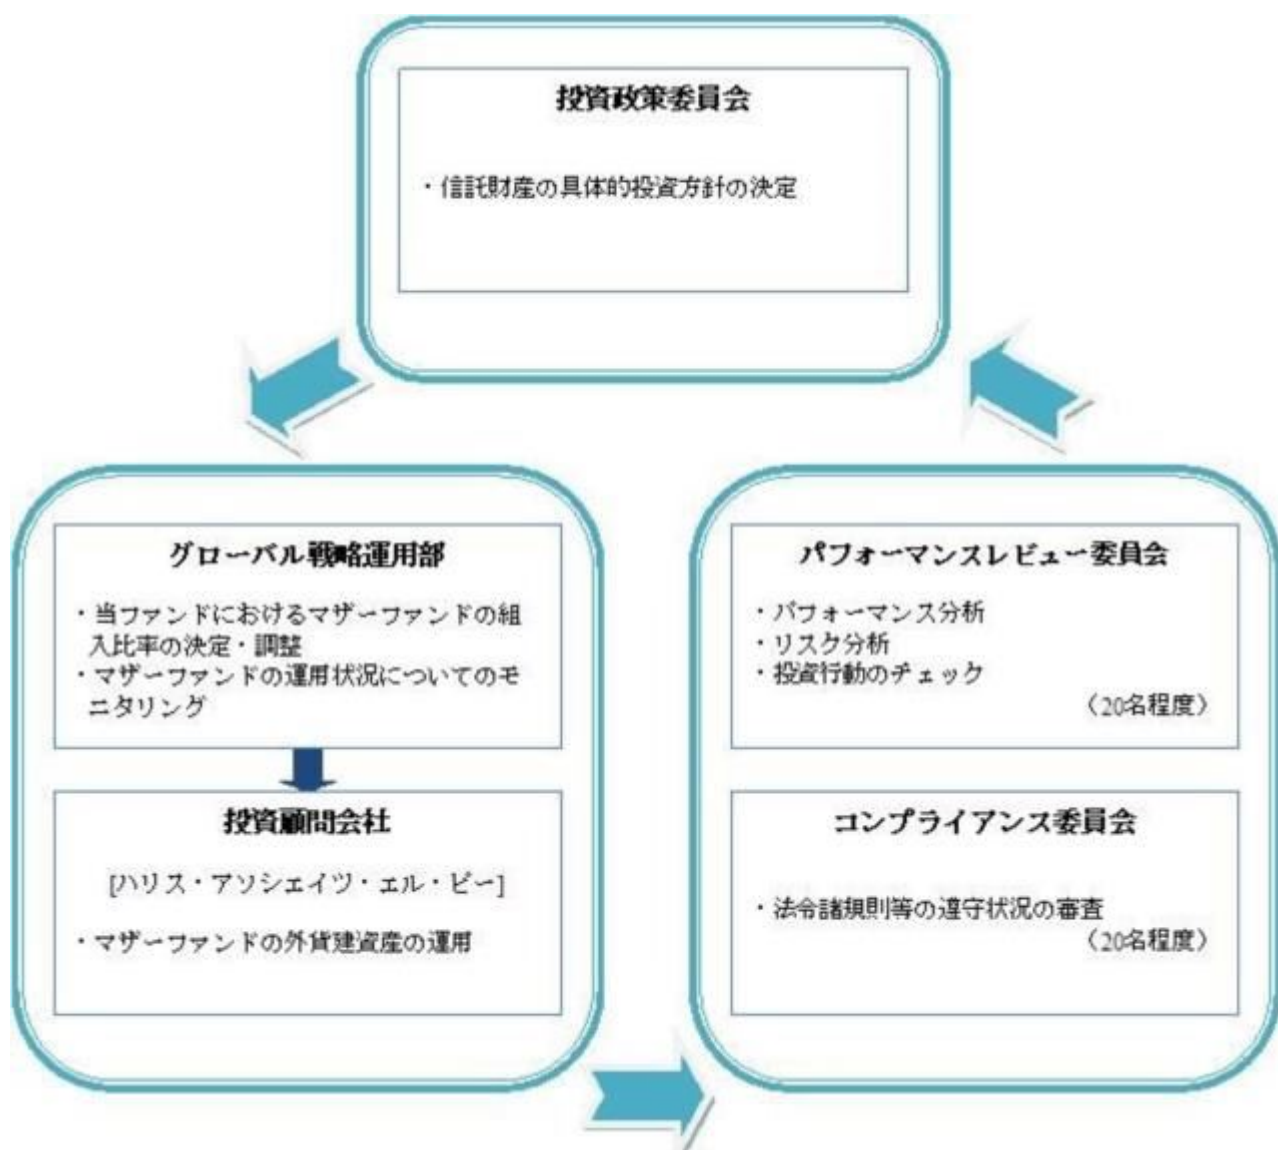 投資政策委員会
・信託財産の具体的投資方針の決定
グローバル戦略運用部
・当ファンドにおけるマザーファンドの組
入比率の決定・調整
・マザーファンドの運用状況についてのモ
ニタリング
投資顧問会社
[ハリス・アソシエイツ・エル・ピー]
・マザーファンドの外貨建資産の運用
パフォーマンスレビュー委員会
・パフォーマンス分析
・リスク分析
・投資行動のチェック
(20名程度)
コンプライアンス委員会
・法令諸規則等の遵守状況の審査
(20名程度)